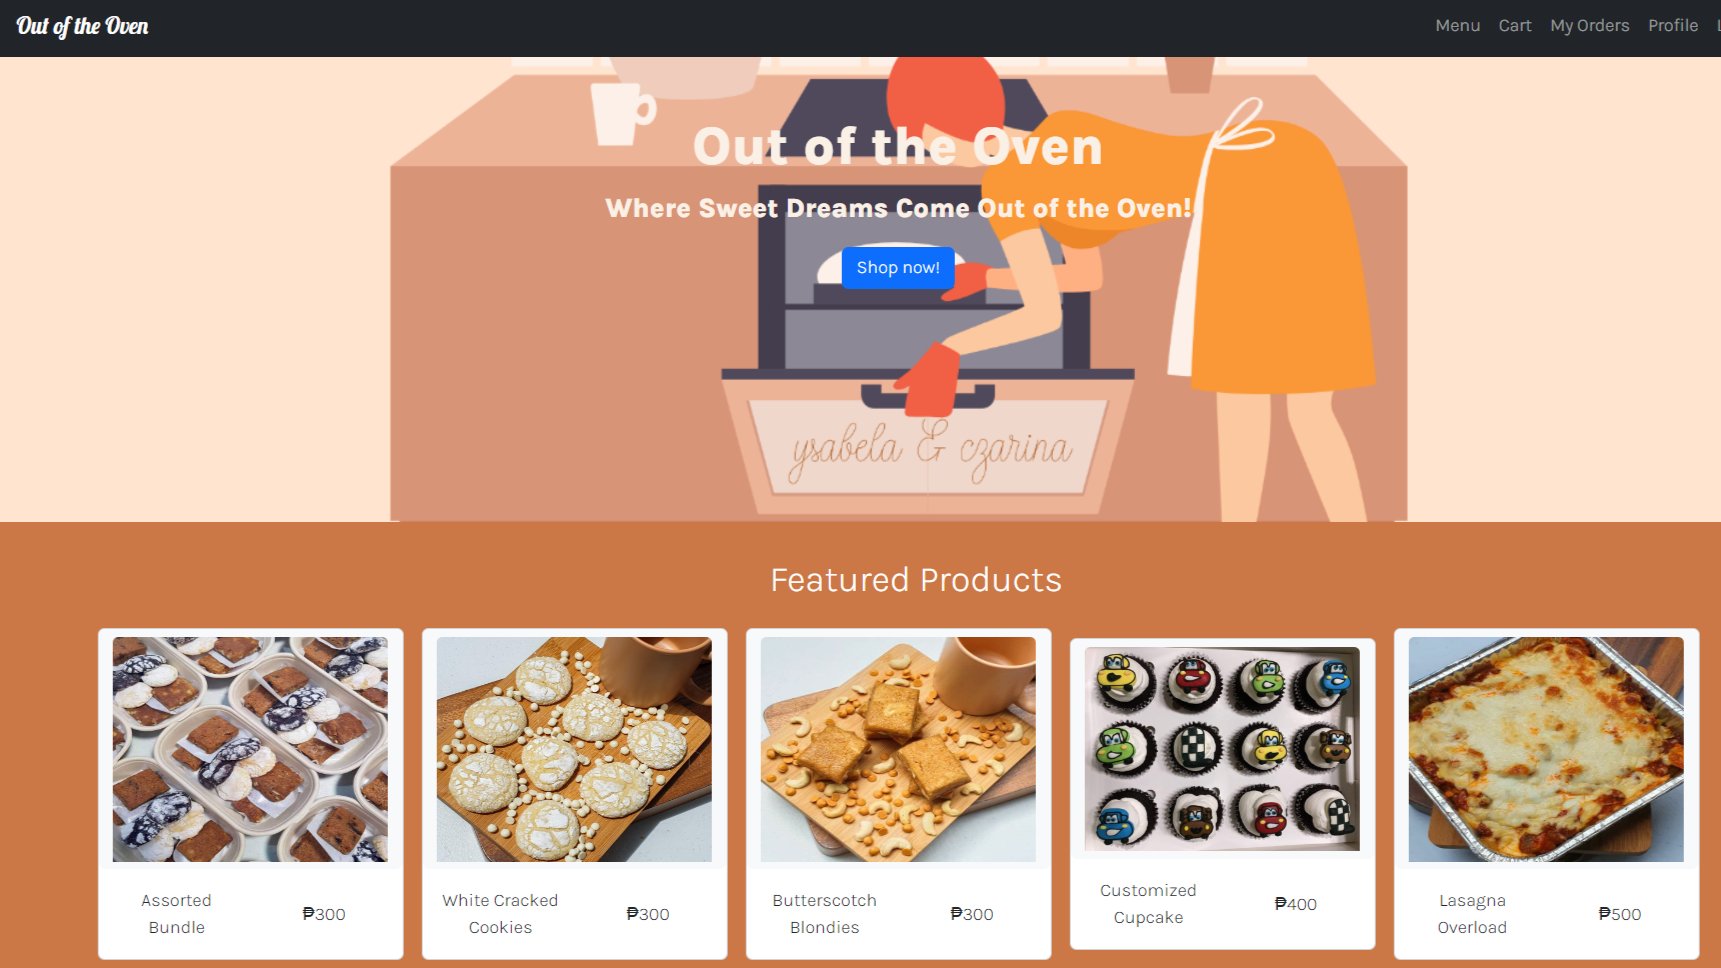 Out of the Oven
Menu Cart My Orders Profile
Out of the Oven
Where Sweet Dreams Come Out of the Oven!
Shop now!
ysabela & czarina
Featured Products
Assorted
Bundle
₱300
White Cracked
Cookies
₱300
Butterscotch
Blondies
₱300
Customized
Cupcake
₱400
Lasagna
Overload
₱500